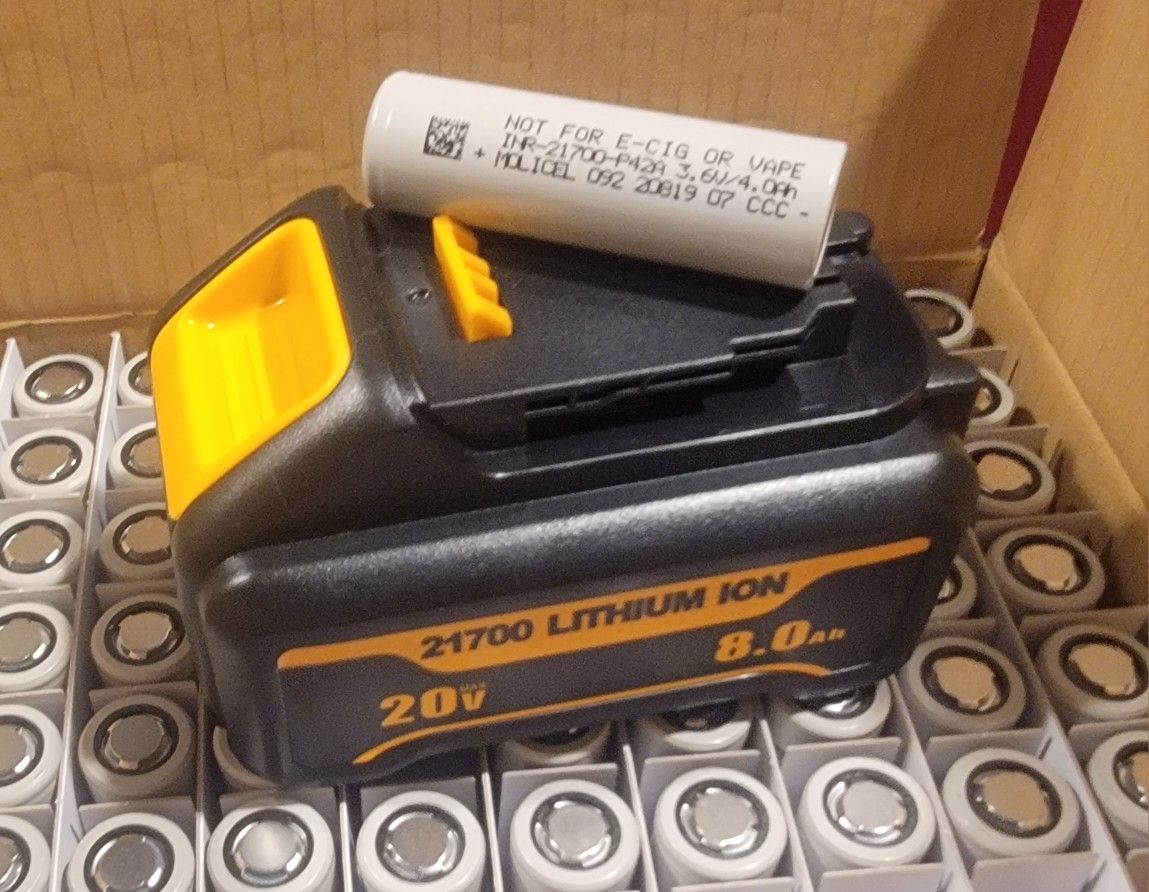 NOT FOR E-CIG OR VAPE
INR-21700-P42A 3.6V/4.0Ah
+ MOLICEL 092 20819 07 CCC -
21700 LITHIUM ION
20V MAX
8.0Ah